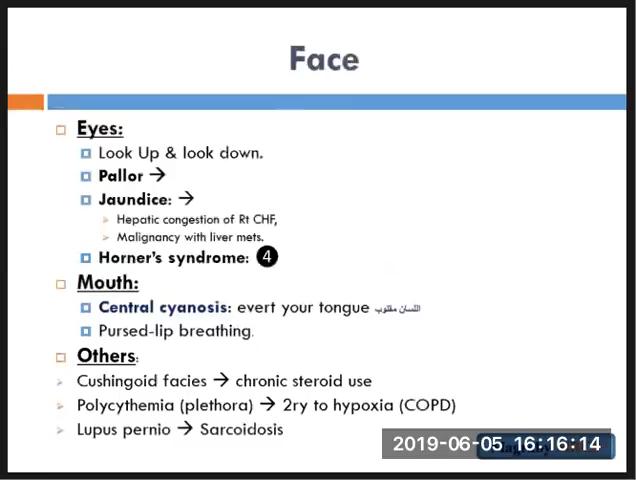 Face
Eyes:
Look Up & look down.
Pallor →
Jaundice: →
Hepatic congestion of Rt CHF,
Malignancy with liver mets.
Horner's syndrome: 4
Mouth:
Central cyanosis: evert your tongue اللسان مقلوب
Pursed-lip breathing.
Others:
Cushingoid facies → chronic steroid use
Polycythemia (plethora) → 2ry to hypoxia (COPD)
Lupus pernio → Sarcoidosis
2019-06-05 16:16:14